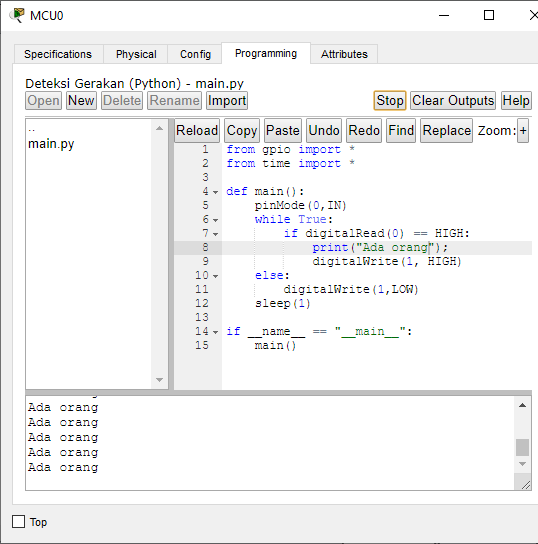 MCU0
Specifications Physical Config Programming Attributes
Deteksi Gerakan (Python) - main.py
Open New Delete Rename Import Stop Clear Outputs Help
Reload Copy Paste Undo Redo Find Replace Zoom: +
..
main.py
1 from gpio import *
2 from time import *
3
4 def main():
5     pinMode(0,IN)
6     while True:
7         if digitalRead(0) == HIGH:
8             print("Ada orang");
9             digitalWrite(1, HIGH)
10     else:
11         digitalWrite(1,LOW)
12     sleep(1)
13
14 if __name__ == "__main__":
15     main()
Ada orang
Ada orang
Ada orang
Ada orang
Ada orang
Top